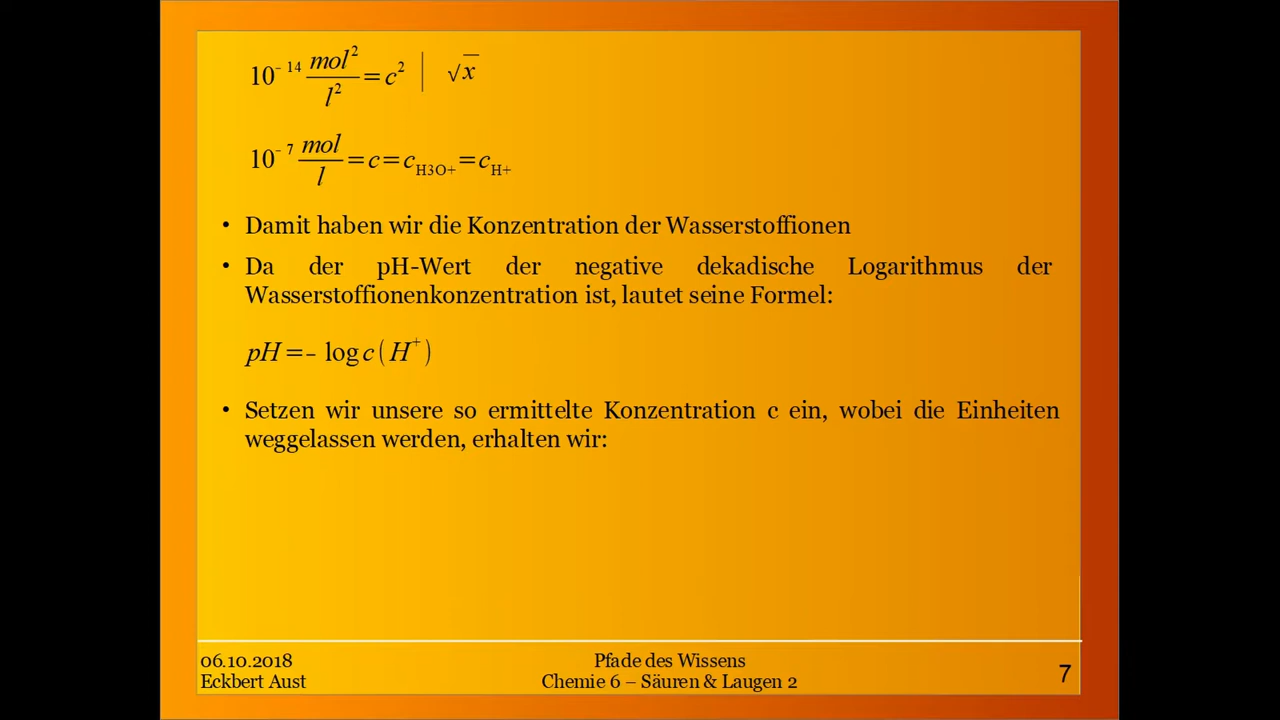 10⁻¹⁴ mol²/l² = c² | √x
10⁻⁷ mol/l = c = c_H3O+ = c_H+
• Damit haben wir die Konzentration der Wasserstoffionen
• Da der pH-Wert der negative dekadische Logarithmus der
Wasserstoffionenkonzentration ist, lautet seine Formel:
pH = – log c ( H⁺ )
• Setzen wir unsere so ermittelte Konzentration c ein, wobei die Einheiten
weggelassen werden, erhalten wir:
06.10.2018
Eckbert Aust
Pfade des Wissens
Chemie 6 – Säuren & Laugen 2
7